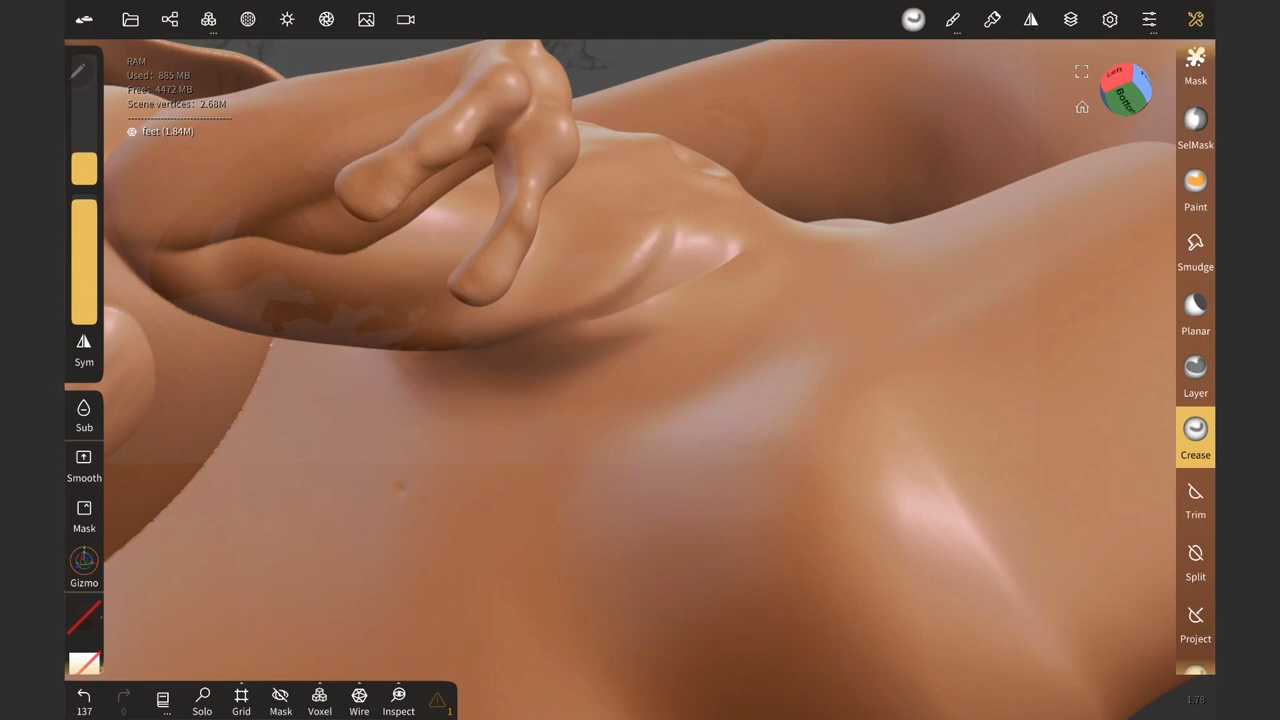 RAM
Used: 885 MB
Free: 4472 MB
Scene vertices: 2.68M
feet (1.84M)
Left
Bottom
Mask
SelMask
Paint
Smudge
Planar
Layer
Crease
Trim
Split
Project
Sym
Sub
Smooth
Mask
Gizmo
137
0
...
Solo
Grid
Mask
Voxel
Wire
Inspect
1
1.78